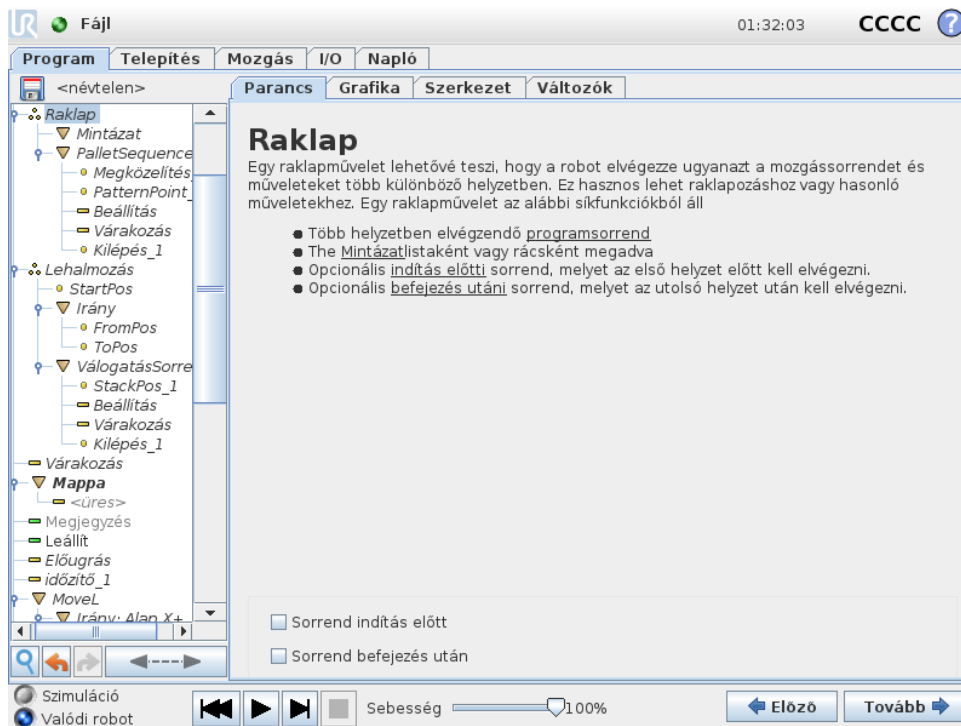 UR Fájl 01:32:03 CCCC ?
Program Telepítés Mozgás I/O Napló
<névtelen>
Parancs Grafika Szerkezet Változók
Raklap
Mintázat
PalletSequence
Megközelítés_
PatternPoint_
Beállítás
Várakozás
Kilépés_1
Lehalmozás
StartPos
Irány
FromPos
ToPos
VálogatásSorre
StackPos_1
Beállítás
Várakozás
Kilépés_1
Várakozás
Mappa
<üres>
Megjegyzés
Leállít
Előugrás
időzítő_1
MoveL
Irány: Alap X+
Raklap
Egy raklapművelet lehetővé teszi, hogy a robot elvégezze ugyanazt a mozgássorrendet és
műveleteket több különböző helyzetben. Ez hasznos lehet raklapozáshoz vagy hasonló
műveletekhez. Egy raklapművelet az alábbi síkfunkciókból áll
Több helyzetben elvégzendő programsorrend
The Mintázatlistaként vagy rácsként megadva
Opcionális indítás előtti sorrend, melyet az első helyzet előtt kell elvégezni.
Opcionális befejezés utáni sorrend, melyet az utolsó helyzet után kell elvégezni.
Sorrend indítás előtt
Sorrend befejezés után
Szimuláció
Valódi robot
Sebesség 100%
Előző Tovább